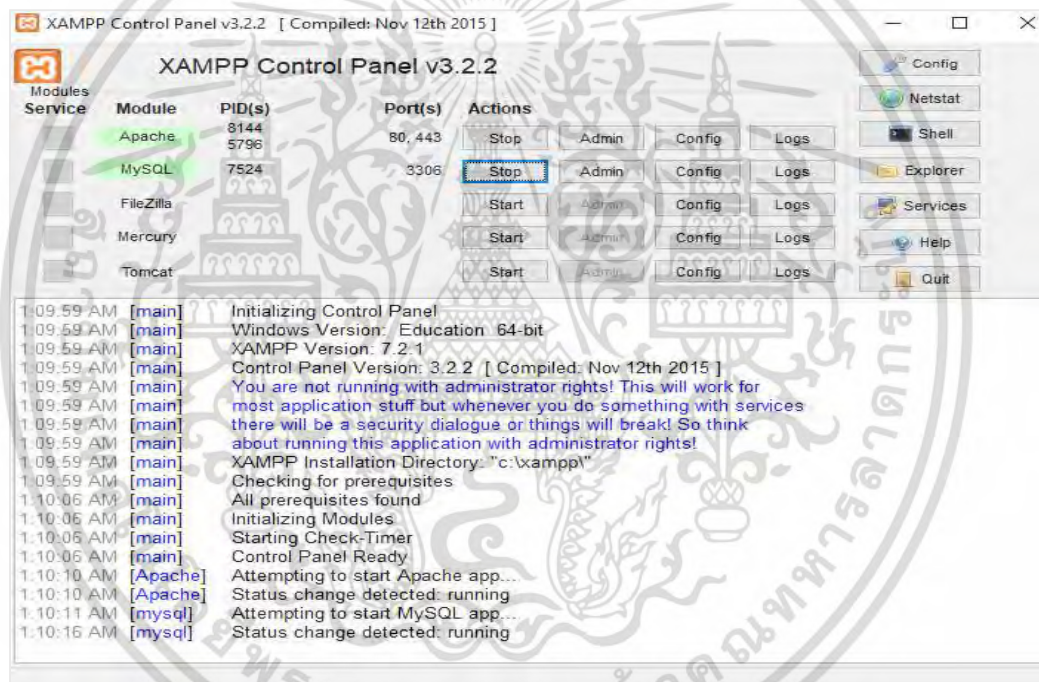 XAMPP Control Panel v3.2.2 [ Compiled: Nov 12th 2015 ]
XAMPP Control Panel v3.2.2
Config
Netstat
Shell
Explorer
Services
Help
Quit
Modules
Service Module PID(s) Port(s) Actions
Apache 8144 5796 80, 443 Stop Admin Config Logs
MySQL 7524 3306 Stop Admin Config Logs
FileZilla Start Admin Config Logs
Mercury Start Admin Config Logs
Tomcat Start Admin Config Logs
1:09:59 AM [main] Initializing Control Panel
1:09:59 AM [main] Windows Version: Education 64-bit
1:09:59 AM [main] XAMPP Version: 7.2.1
1:09:59 AM [main] Control Panel Version: 3.2.2 [ Compiled: Nov 12th 2015 ]
1:09:59 AM [main] You are not running with administrator rights! This will work for
1:09:59 AM [main] most application stuff but whenever you do something with services
1:09:59 AM [main] there will be a security dialogue or things will break! So think
1:09:59 AM [main] about running this application with administrator rights!
1:09:59 AM [main] XAMPP Installation Directory: "c:\xampp\"
1:09:59 AM [main] Checking for prerequisites
1:10:06 AM [main] All prerequisites found
1:10:06 AM [main] Initializing Modules
1:10:06 AM [main] Starting Check-Timer
1:10:06 AM [main] Control Panel Ready
1:10:10 AM [Apache] Attempting to start Apache app...
1:10:10 AM [Apache] Status change detected: running
1:10:11 AM [mysql] Attempting to start MySQL app...
1:10:16 AM [mysql] Status change detected: running